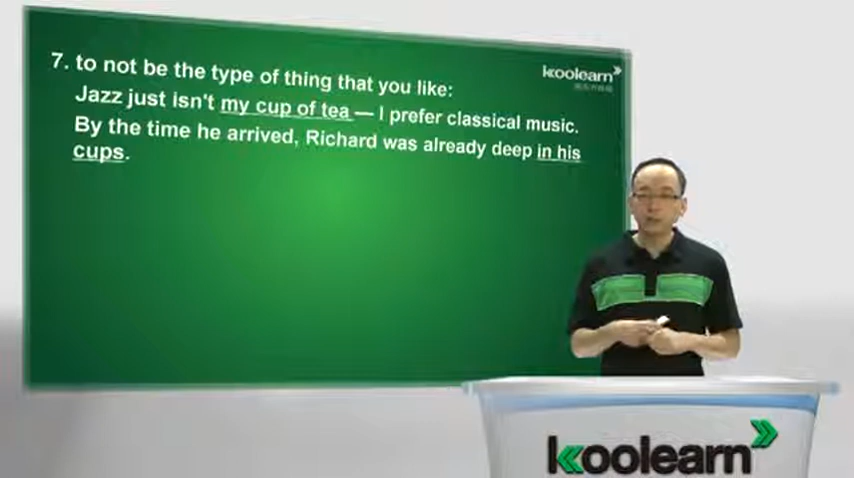 7. to not be the type of thing that you like:
Jazz just isn't my cup of tea — I prefer classical music.
By the time he arrived, Richard was already deep in his
cups.
koolearn
koolearn